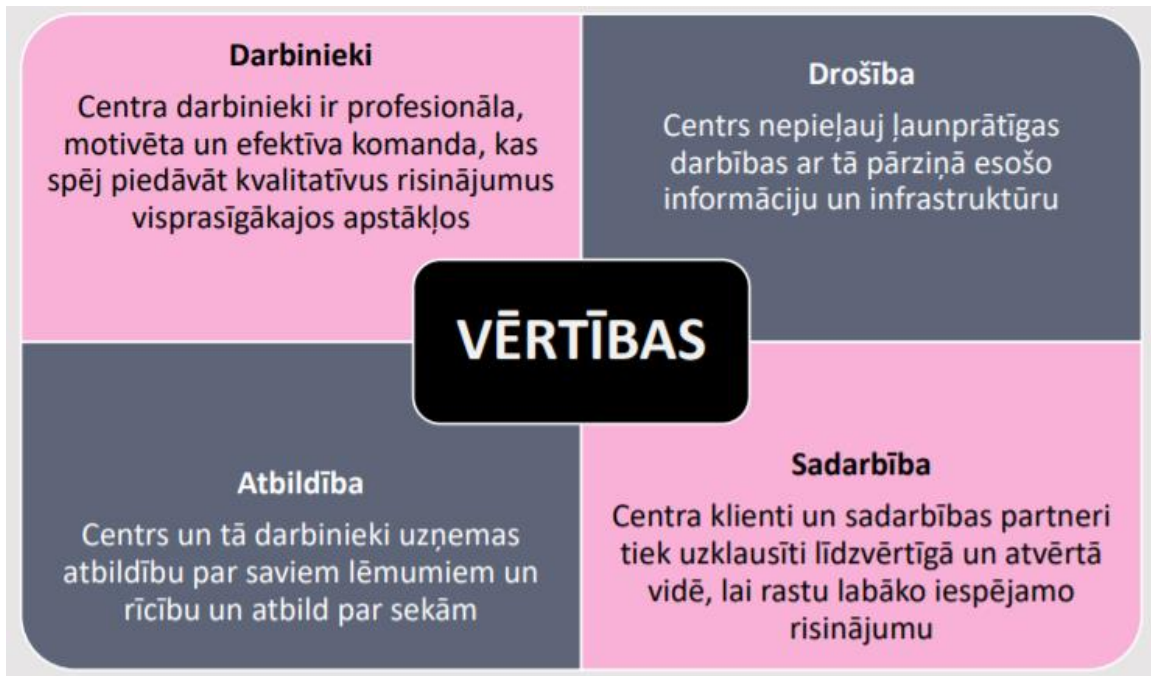 Darbinieki
Centra darbinieki ir profesionāla,
motivēta un efektīva komanda, kas
spēj piedāvāt kvalitatīvus risinājumus
visprasīgākajos apstākļos
Drošība
Centrs nepieļauj ļaunprātīgas
darbības ar tā pārziņā esošo
informāciju un infrastruktūru
VĒRTĪBAS
Atbildība
Centrs un tā darbinieki uzņemas
atbildību par saviem lēmumiem un
rīcību un atbild par sekām
Sadarbība
Centra klienti un sadarbības partneri
tiek uzklausīti līdzvērtīgā un atvērtā
vidē, lai rastu labāko iespējamo
risinājumu